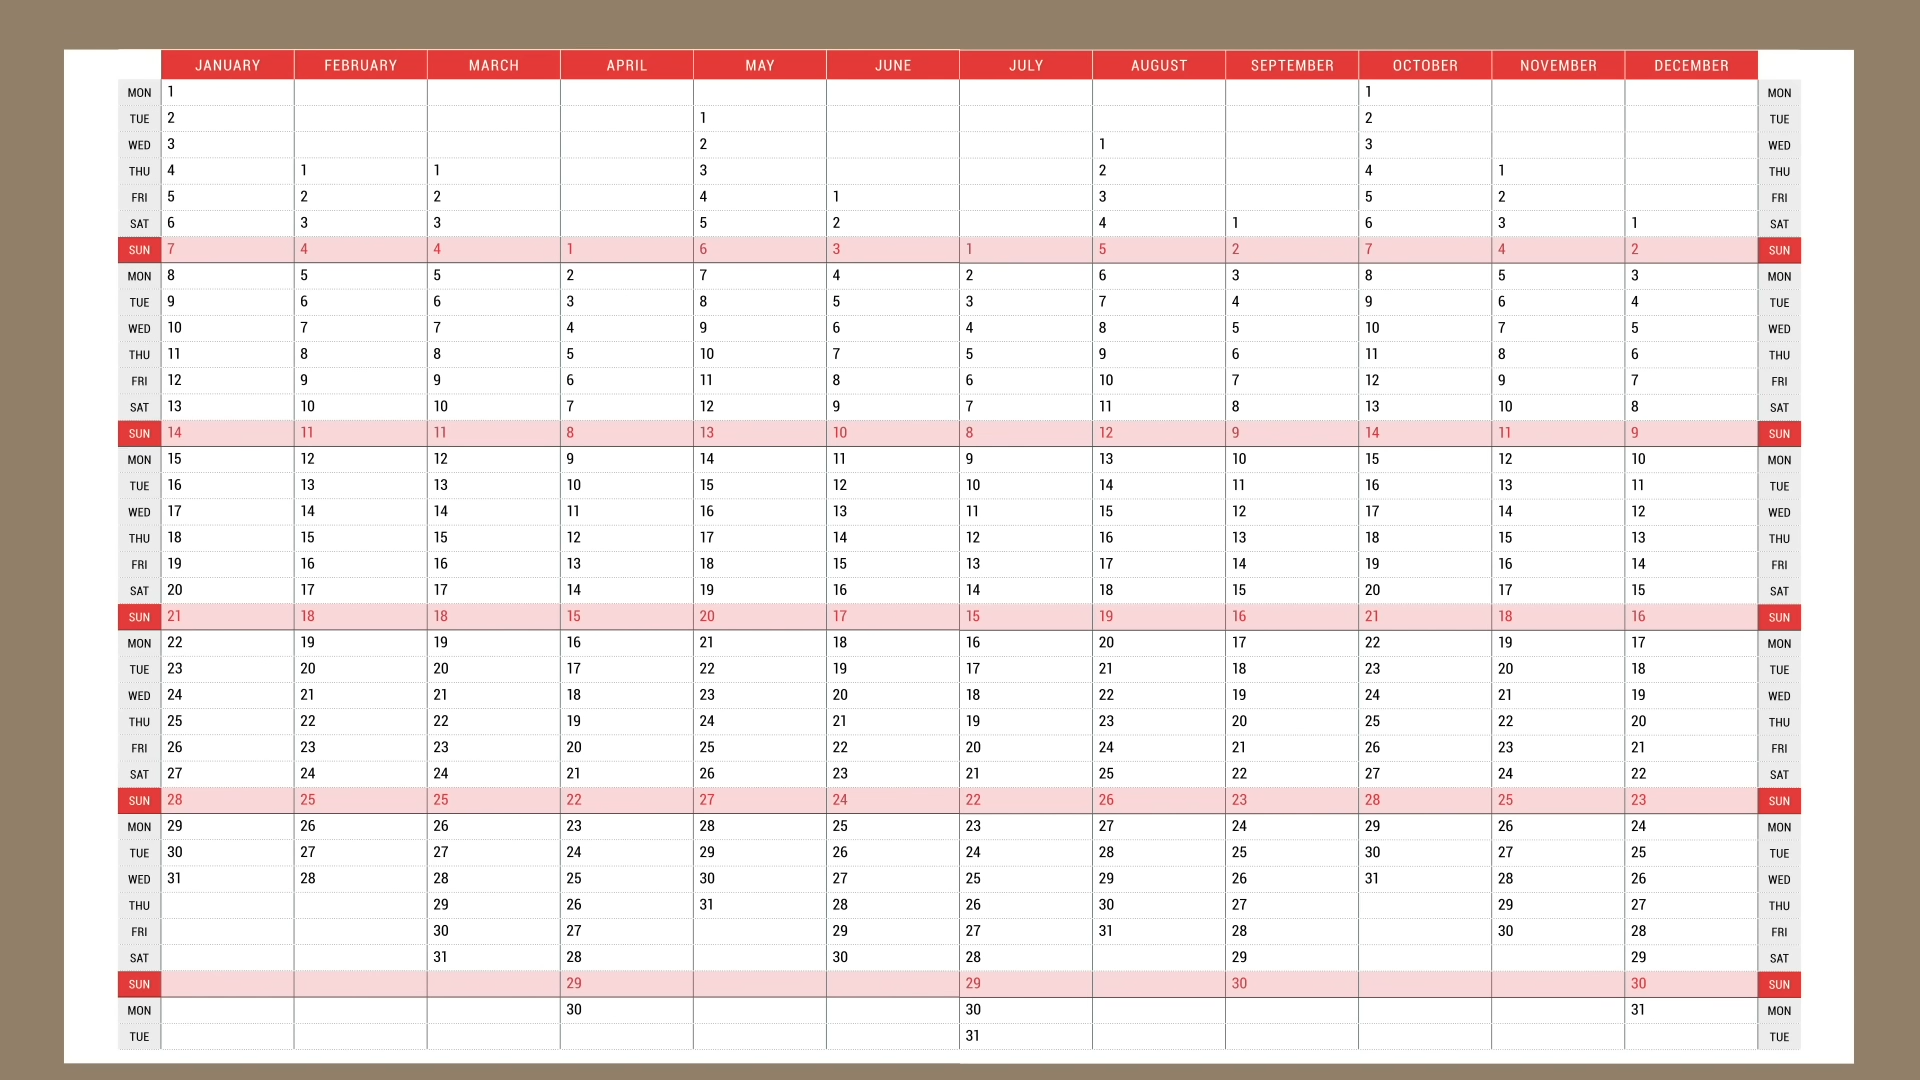 JANUARY FEBRUARY MARCH APRIL MAY JUNE JULY AUGUST SEPTEMBER OCTOBER NOVEMBER DECEMBER
MON 1 1 MON
TUE 2 1 2 TUE
WED 3 2 1 3 WED
THU 4 1 1 3 2 4 1 THU
FRI 5 2 2 4 1 3 5 2 FRI
SAT 6 3 3 5 2 4 1 6 3 1 SAT
SUN 7 4 4 1 6 3 1 5 2 7 4 2 SUN
MON 8 5 5 2 7 4 2 6 3 8 5 3 MON
TUE 9 6 6 3 8 5 3 7 4 9 6 4 TUE
WED 10 7 7 4 9 6 4 8 5 10 7 5 WED
THU 11 8 8 5 10 7 5 9 6 11 8 6 THU
FRI 12 9 9 6 11 8 6 10 7 12 9 7 FRI
SAT 13 10 10 7 12 9 7 11 8 13 10 8 SAT
SUN 14 11 11 8 13 10 8 12 9 14 11 9 SUN
MON 15 12 12 9 14 11 9 13 10 15 12 10 MON
TUE 16 13 13 10 15 12 10 14 11 16 13 11 TUE
WED 17 14 14 11 16 13 11 15 12 17 14 12 WED
THU 18 15 15 12 17 14 12 16 13 18 15 13 THU
FRI 19 16 16 13 18 15 13 17 14 19 16 14 FRI
SAT 20 17 17 14 19 16 14 18 15 20 17 15 SAT
SUN 21 18 18 15 20 17 15 19 16 21 18 16 SUN
MON 22 19 19 16 21 18 16 20 17 22 19 17 MON
TUE 23 20 20 17 22 19 17 21 18 23 20 18 TUE
WED 24 21 21 18 23 20 18 22 19 24 21 19 WED
THU 25 22 22 19 24 21 19 23 20 25 22 20 THU
FRI 26 23 23 20 25 22 20 24 21 26 23 21 FRI
SAT 27 24 24 21 26 23 21 25 22 27 24 22 SAT
SUN 28 25 25 22 27 24 22 26 23 28 25 23 SUN
MON 29 26 26 23 28 25 23 27 24 29 26 24 MON
TUE 30 27 27 24 29 26 24 28 25 30 27 25 TUE
WED 31 28 28 25 30 27 25 29 26 31 28 26 WED
THU 29 26 31 28 26 30 27 29 27 THU
FRI 30 27 29 27 31 28 30 28 FRI
SAT 31 28 30 28 29 29 SAT
SUN 29 29 30 30 SUN
MON 30 30 31 MON
TUE 31 TUE